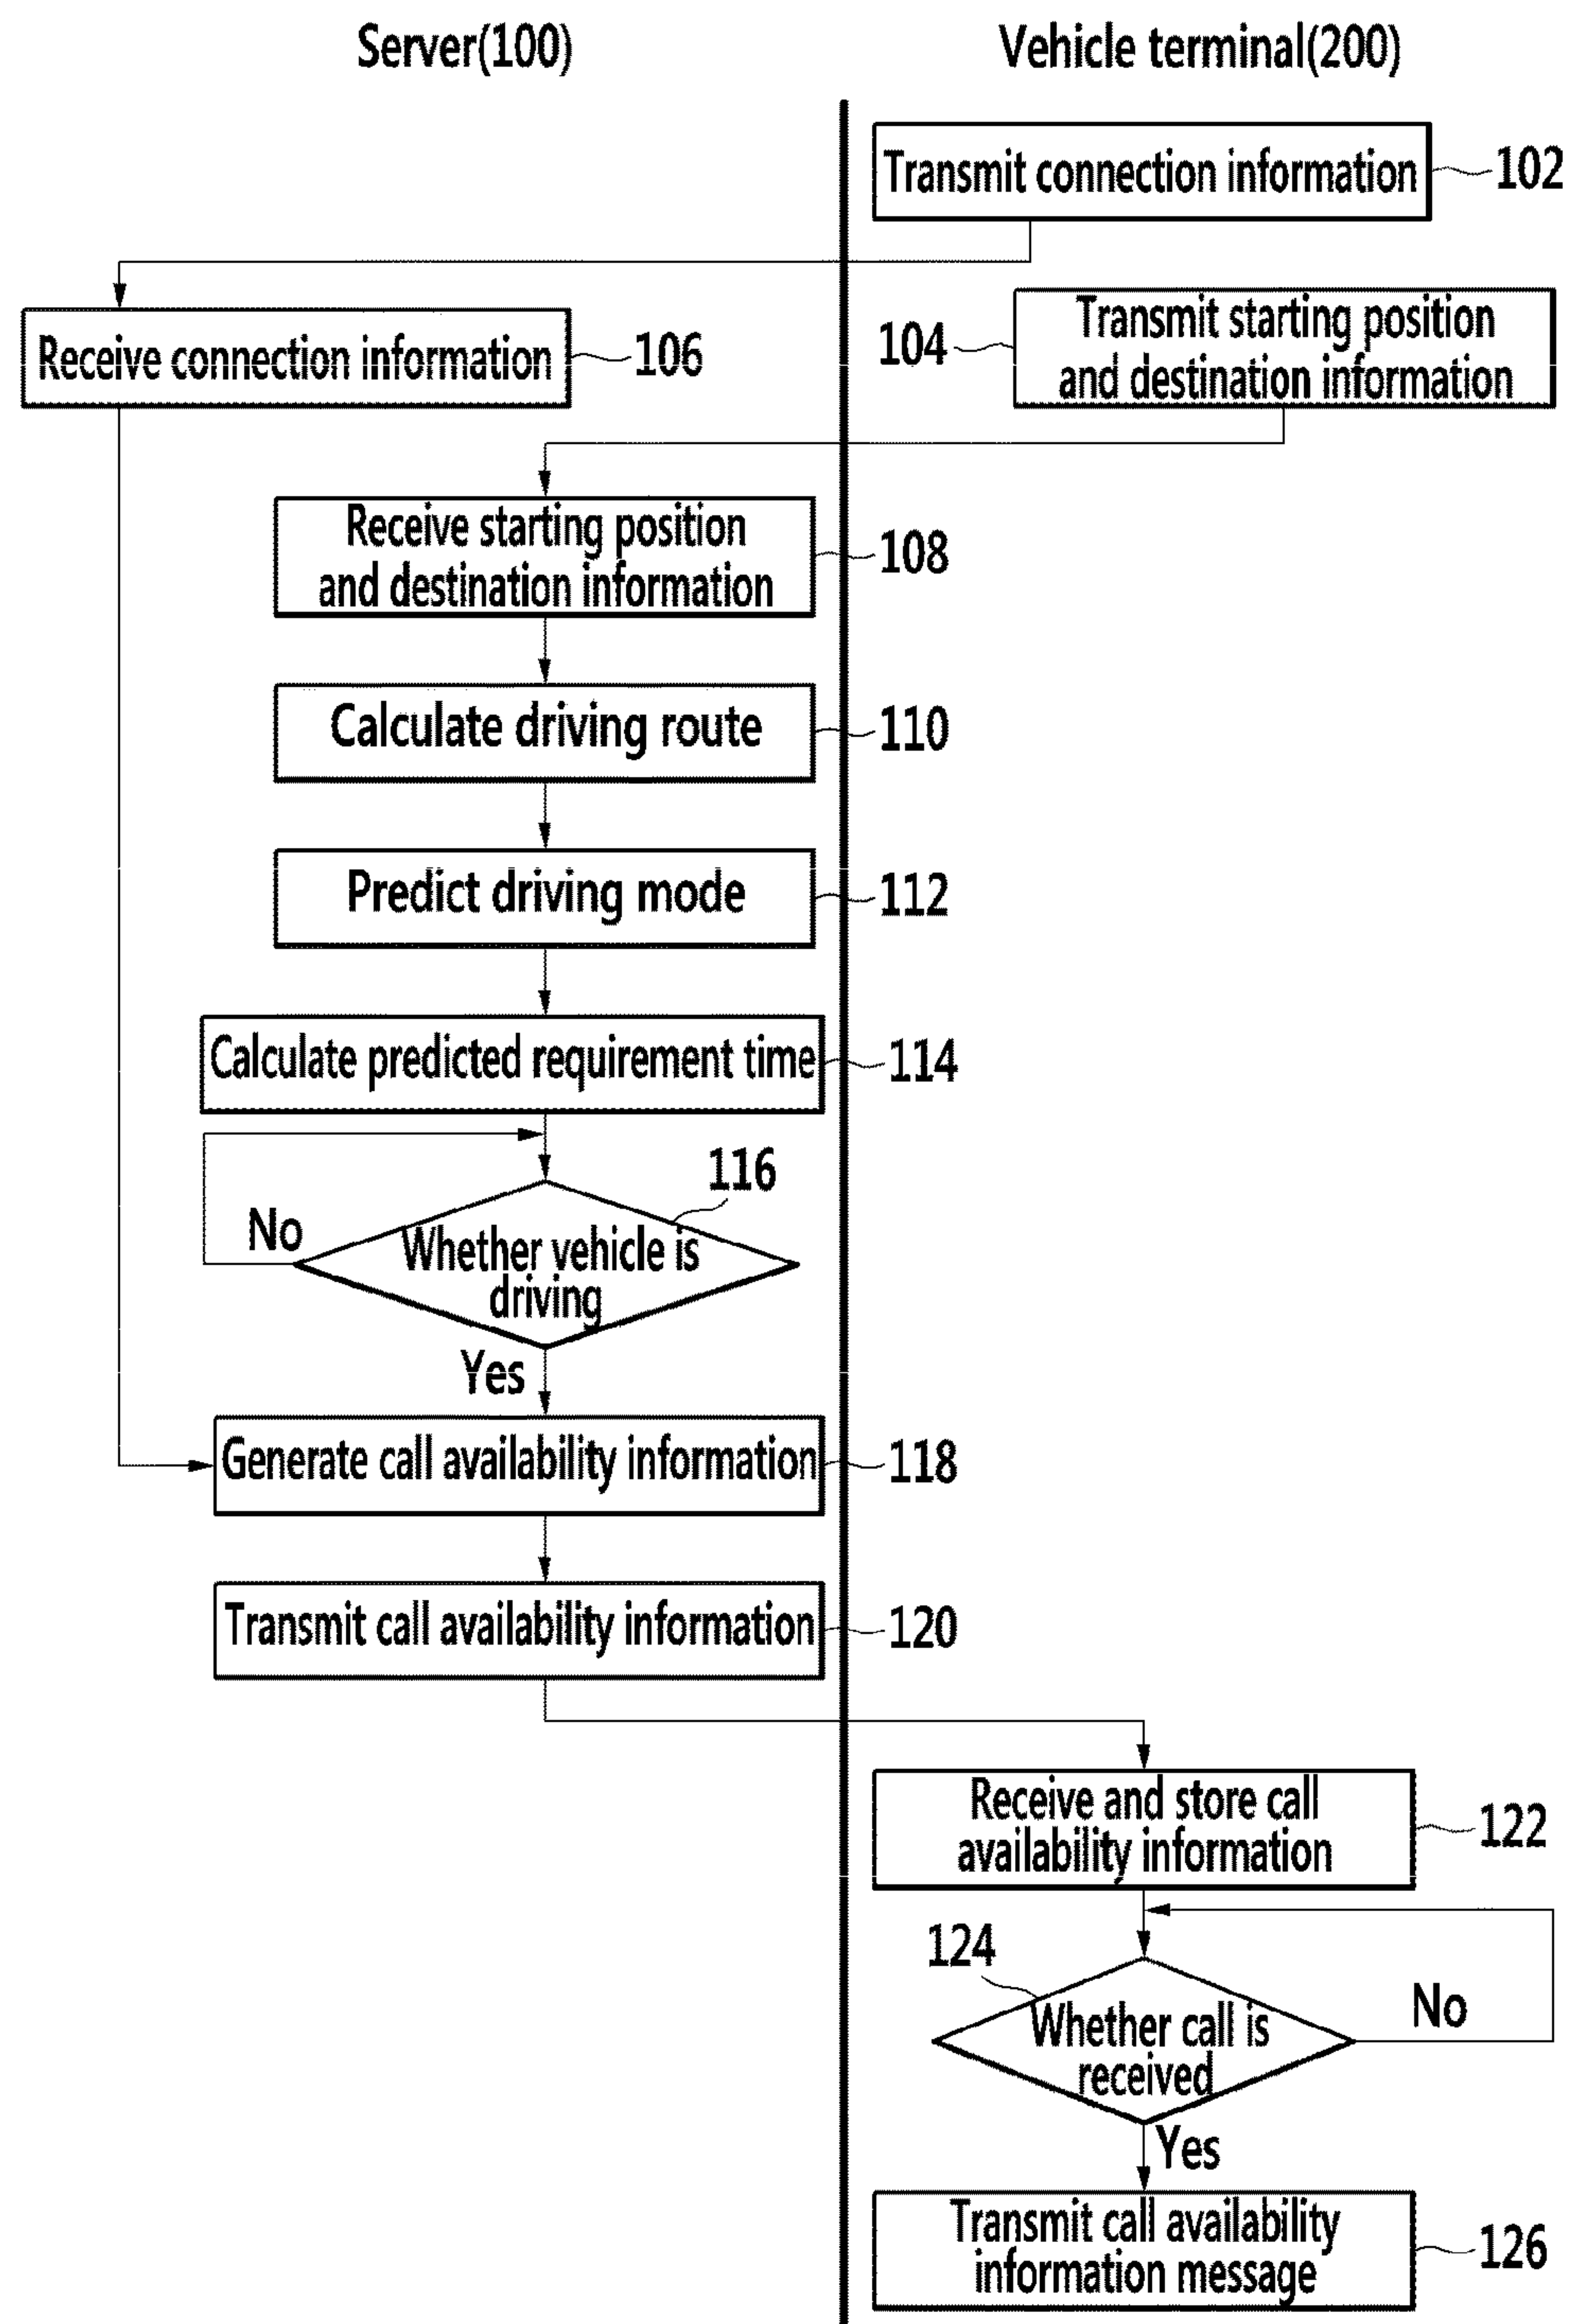 Server(100)
Vehicle terminal(200)
Transmit connection information
102
Receive connection information
106
104
Transmit starting position
and destination information
Receive starting position
and destination information
108
Calculate driving route
110
Predict driving mode
112
Calculate predicted requirement time
114
116
No
Whether vehicle is
driving
Yes
Generate call availability information
118
Transmit call availability information
120
Receive and store call
availability information
122
124
Whether call is
received
No
Yes
Transmit call availability
information message
126